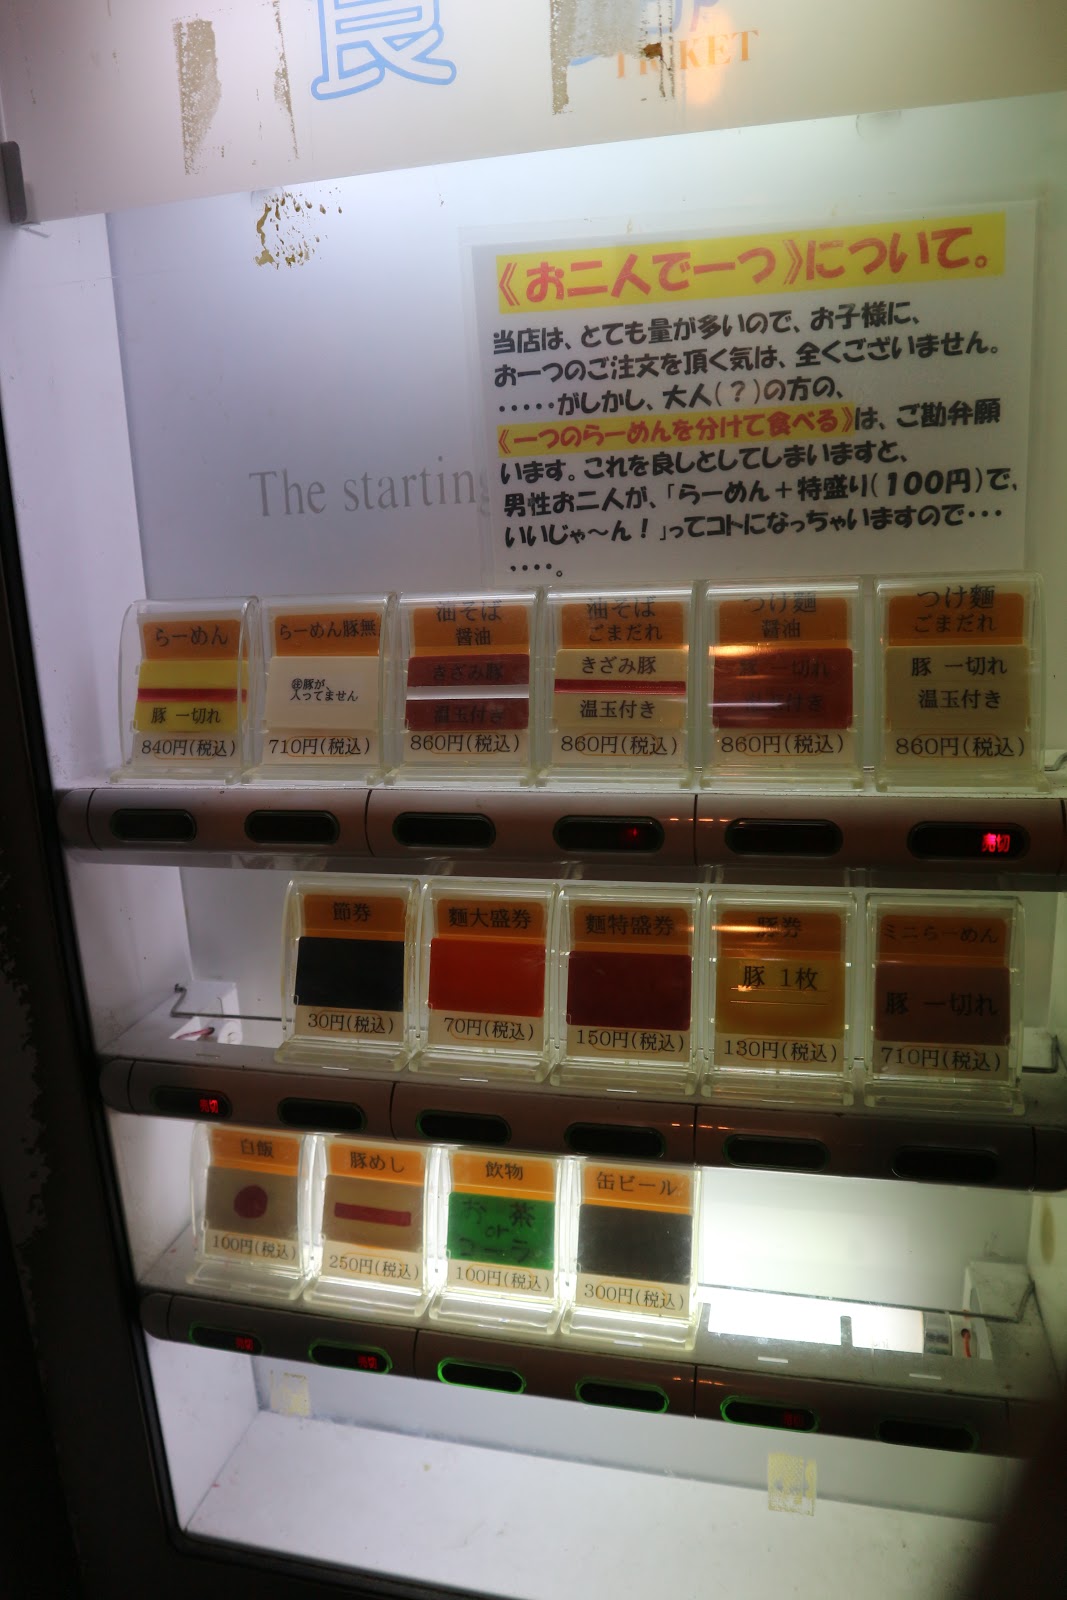 食
TICKET
《お二人で一つ》について。
当店は、とても量が多いので、お子様に、
お一つのご注文を頂く気は、全くございません。
・・・・・がしかし、大人(？)の方の、
《一つのらーめんを分けて食べる》は、ご勘弁願
います。これを良しとしてしまいますと、
男性お二人が、「らーめん＋特盛り(100円)で、
いいじゃ～ん！」ってコトになっちゃいますので・・・
・・・・。
The starting
らーめん
豚 一切れ
840円(税込)
らーめん豚無
㊟豚が、
入ってません
710円(税込)
油そば
醤油
きざみ豚
温玉付き
860円(税込)
油そば
ごまだれ
きざみ豚
温玉付き
860円(税込)
つけ麺
醤油
豚 一切れ
温玉付き
860円(税込)
つけ麺
ごまだれ
豚 一切れ
温玉付き
860円(税込)
売切
節券
30円(税込)
麺大盛券
70円(税込)
麺特盛券
150円(税込)
豚券
豚 1枚
130円(税込)
ミニらーめん
豚 一切れ
710円(税込)
売切
白飯
100円(税込)
豚めし
250円(税込)
飲物
お茶
or
コーラ
100円(税込)
缶ビール
300円(税込)